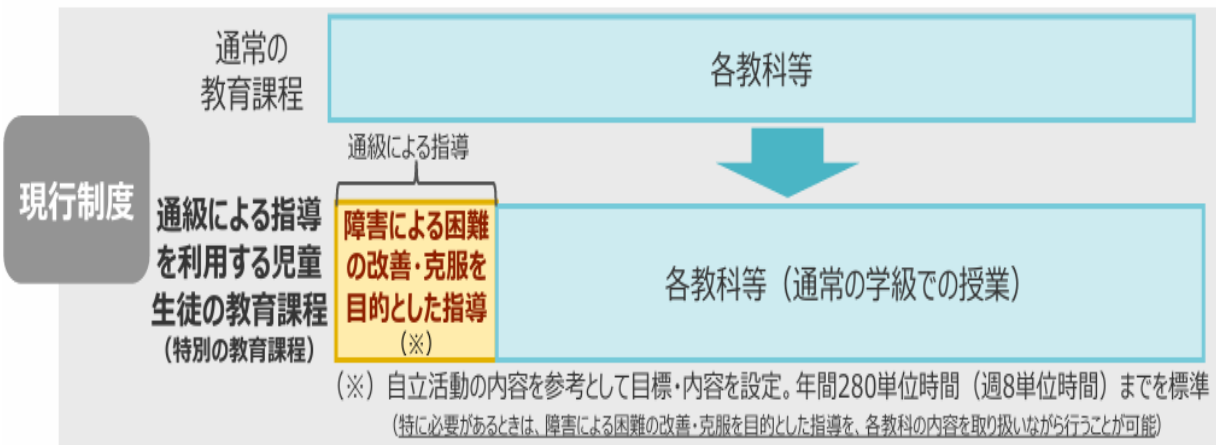 通常の
教育課程
各教科等
通級による指導
現行制度
通級による指導
を利用する児童
生徒の教育課程
(特別の教育課程)
障害による困難
の改善・克服を
目的とした指導
(※)
各教科等(通常の学級での授業)
(※)自立活動の内容を参考として目標・内容を設定。年間280単位時間(週8単位時間)までを標準
(特に必要があるときは、障害による困難の改善・克服を目的とした指導を、各教科の内容を取り扱いながら行うことが可能)